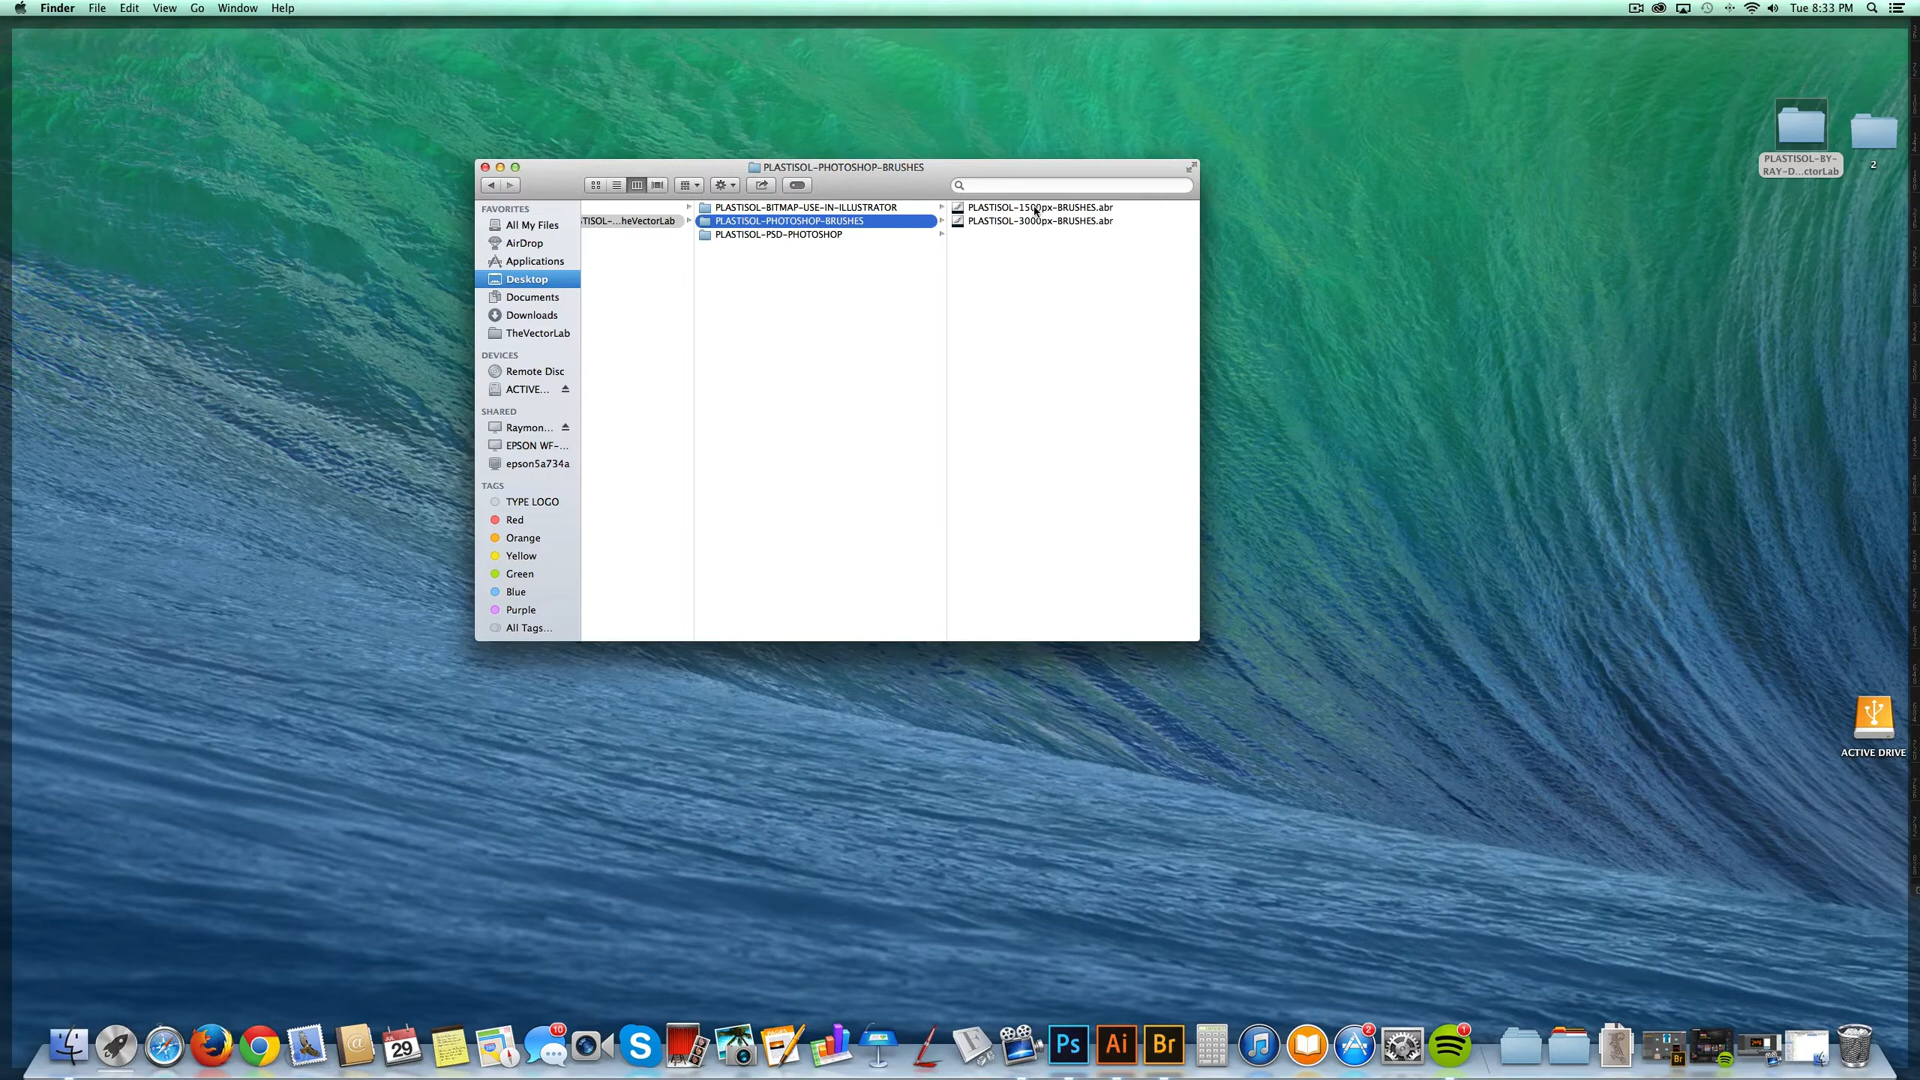 Finder File Edit View Go Window Help
Tue 8:33 PM
PLASTISOL-PHOTOSHOP-BRUSHES
FAVORITES
All My Files
AirDrop
Applications
Desktop
Documents
Downloads
TheVectorLab
DEVICES
Remote Disc
ACTIVE...
SHARED
Raymon...
EPSON WF-...
epson5a734a
TAGS
TYPE LOGO
Red
Orange
Yellow
Green
Blue
Purple
All Tags...
TISOL-...heVectorLab
PLASTISOL-BITMAP-USE-IN-ILLUSTRATOR
PLASTISOL-PHOTOSHOP-BRUSHES
PLASTISOL-PSD-PHOTOSHOP
PLASTISOL-1500px-BRUSHES.abr
PLASTISOL-3000px-BRUSHES.abr
PLASTISOL-BY-
RAY-D...ctorLab
2
ACTIVE DRIVE
29
10
S
Ps
Ai
Br
2
1